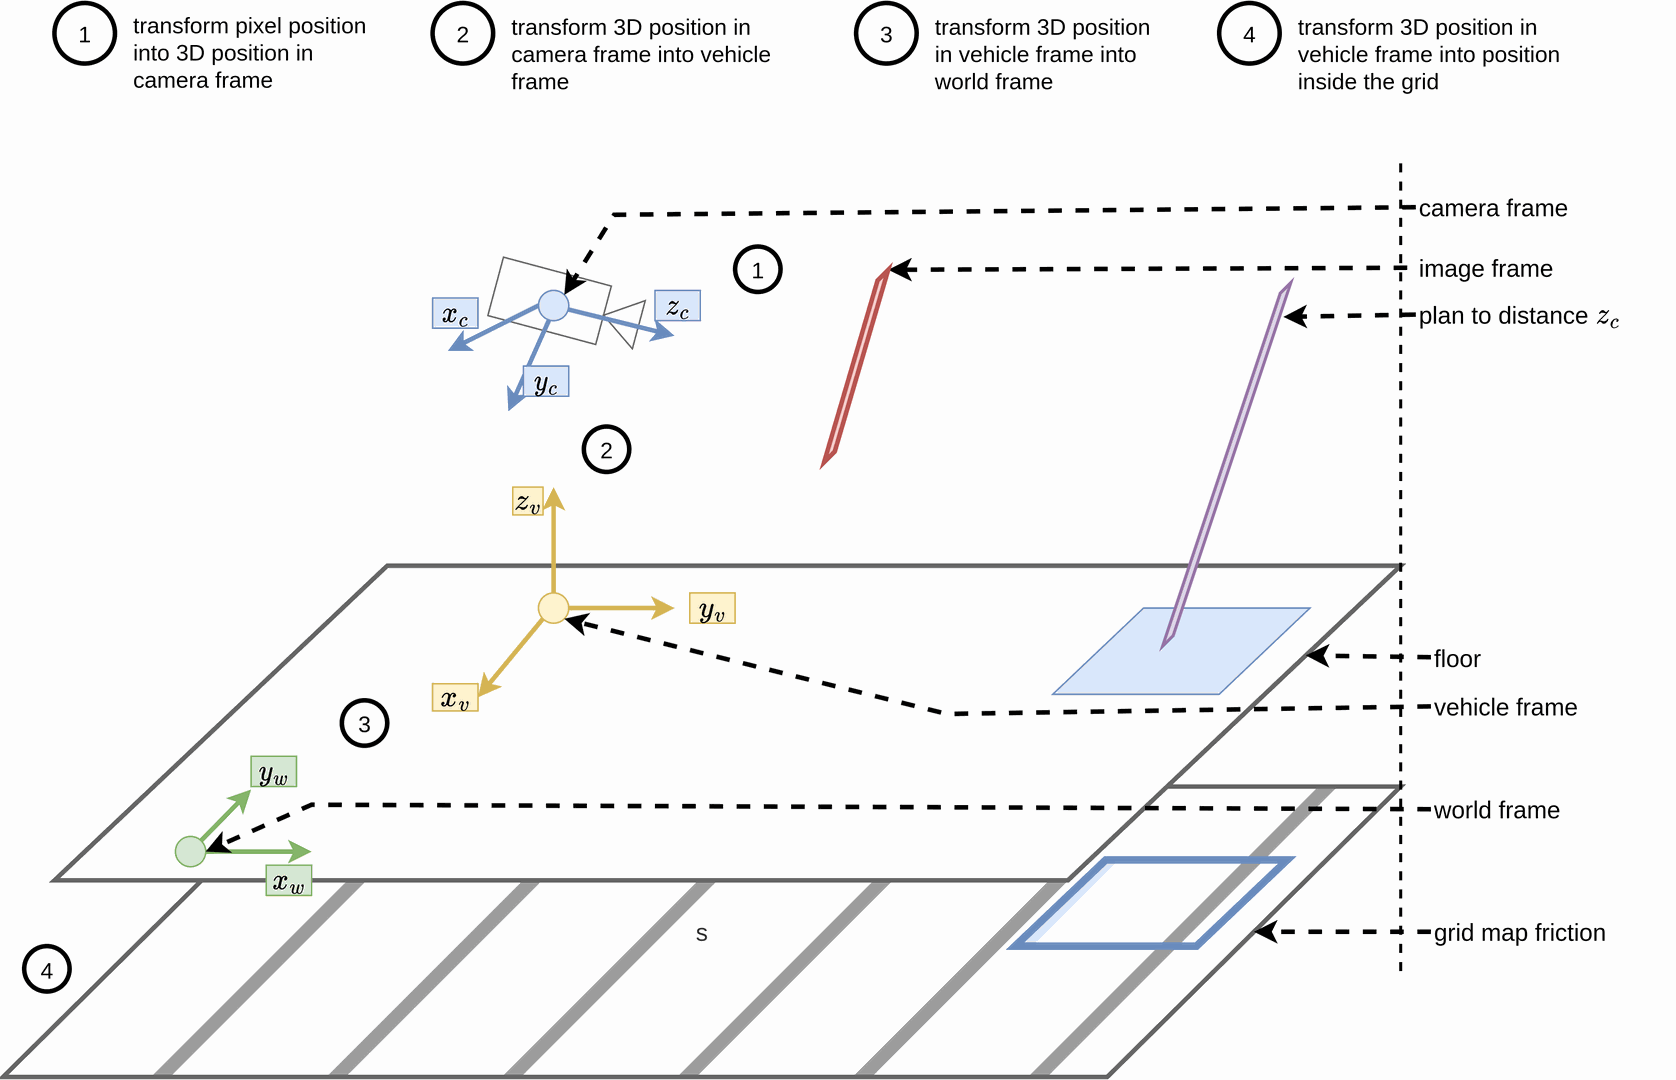 1
transform pixel position
into 3D position in
camera frame
2
transform 3D position in
camera frame into vehicle
frame
3
transform 3D position
in vehicle frame into
world frame
4
transform 3D position in
vehicle frame into position
inside the grid
camera frame
1
image frame
x_c
z_c
plan to distance z_c
y_c
2
z_v
y_v
floor
x_v
vehicle frame
3
y_w
world frame
x_w
s
grid map friction
4